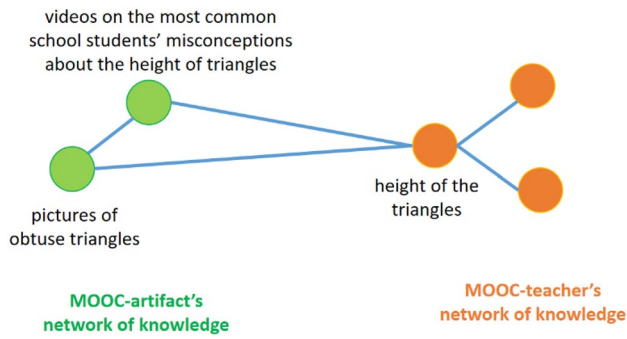 videos on the most common
school students’ misconceptions
about the height of triangles
height of the
triangles
pictures of
obtuse triangles
MOOC-artifact’s
network of knowledge
MOOC-teacher’s
network of knowledge